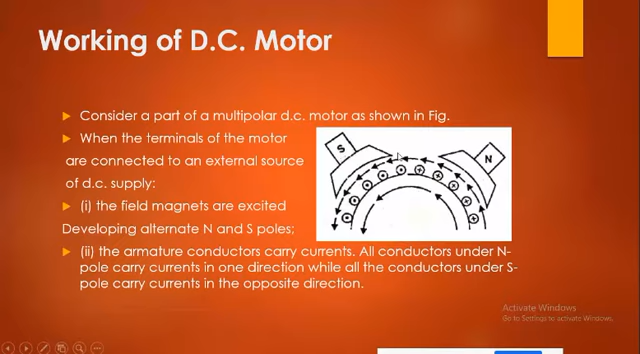 Working of D.C. Motor
Consider a part of a multipolar d.c. motor as shown in Fig.
When the terminals of the motor
are connected to an external source
of d.c. supply:
(i) the field magnets are excited
Developing alternate N and S poles;
(ii) the armature conductors carry currents. All conductors under N-
pole carry currents in one direction while all the conductors under S-
pole carry currents in the opposite direction.
S
N
Activate Windows
Go to Settings to activate Windows.